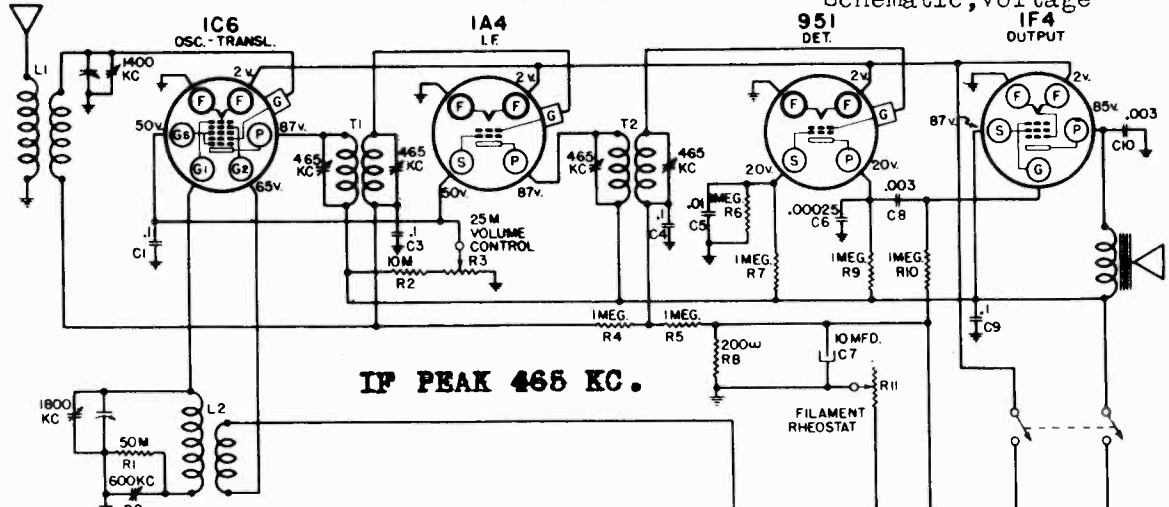 Schematic, Voltage
1C6
OSC.-TRANSL.
1A4
I.F.
951
DET.
1F4
OUTPUT
L1
1400
KC
2v.
2v.
2v.
2v.
F F
G
F F
G
F F
G
F F
50v.
G5
P
87v.
G1
G2
65v.
T1
465
KC
465
KC
S
P
50v.
87v.
T2
465
KC
465
KC
S
P
20v.
20v.
87v.
S
P
G
85v.
.003
C10
.1
C1
.1
C3
25M
VOLUME
CONTROL
R3
10M
R2
.1
C4
.01
C5
1MEG.
R6
1MEG.
R7
.00025
C6
.003
C8
1MEG.
R9
1MEG.
R10
.1
C9
1MEG.
R4
1MEG.
R5
200ω
R8
10MFD.
C7
R11
FILAMENT
RHEOSTAT
IF PEAK 465 KC.
1800
KC
L2
50M
R1
600KC